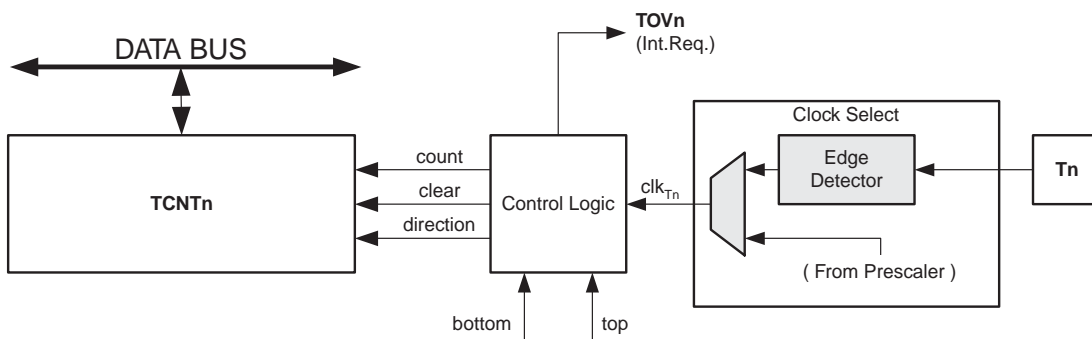 TOVn
(Int.Req.)
DATA BUS
Clock Select
TCNTn
count
clear
direction
Control Logic
clkTn
Edge
Detector
Tn
( From Prescaler )
bottom
top